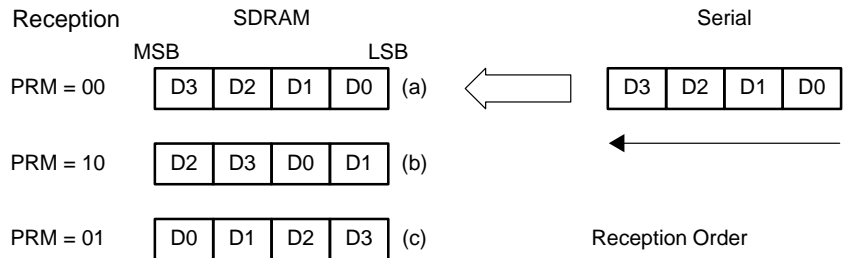 Reception SDRAM Serial
MSB LSB
PRM = 00 D3 D2 D1 D0 (a) D3 D2 D1 D0
PRM = 10 D2 D3 D0 D1 (b)
PRM = 01 D0 D1 D2 D3 (c) Reception Order